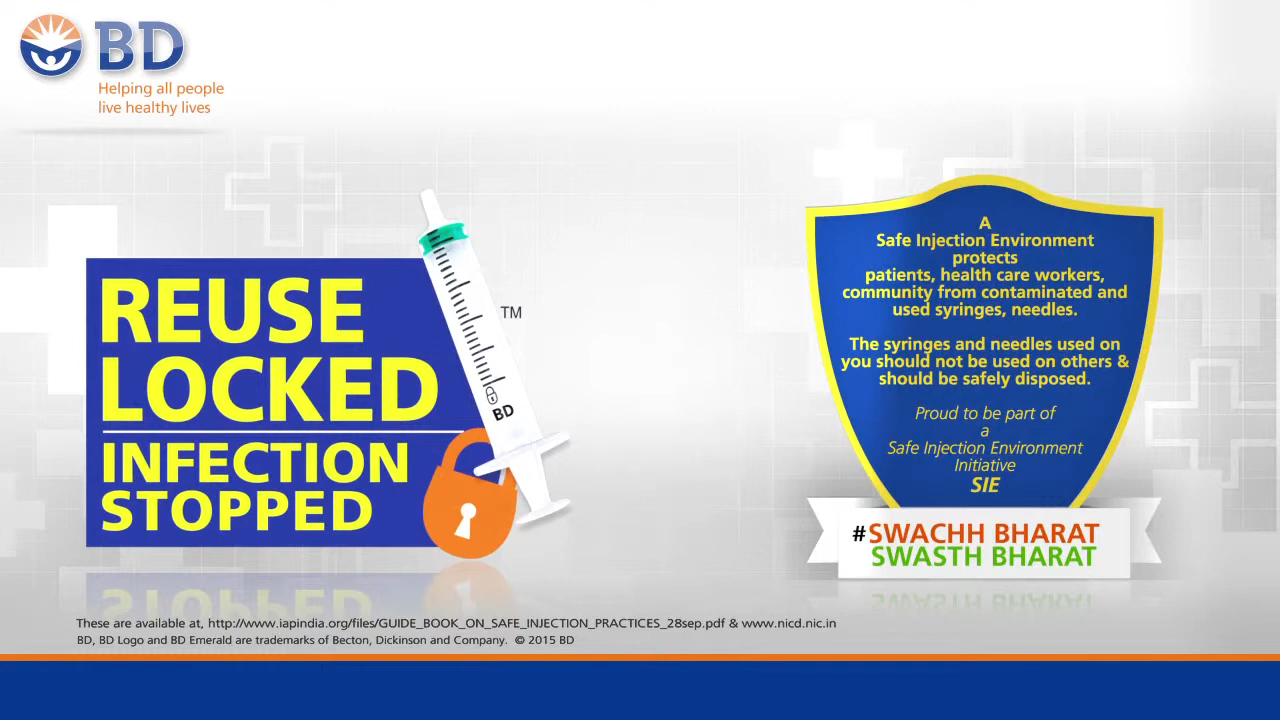 BD
Helping all people
live healthy lives
REUSE
LOCKED
INFECTION
STOPPED
TM
BD
A
Safe Injection Environment
protects
patients, health care workers,
community from contaminated and
used syringes, needles.
The syringes and needles used on
you should not be used on others &
should be safely disposed.
Proud to be part of
a
Safe Injection Environment
Initiative
SIE
#SWACHH BHARAT
SWASTH BHARAT
These are available at, http://www.iapindia.org/files/GUIDE_BOOK_ON_SAFE_INJECTION_PRACTICES_28sep.pdf & www.nicd.nic.in
BD, BD Logo and BD Emerald are trademarks of Becton, Dickinson and Company. © 2015 BD